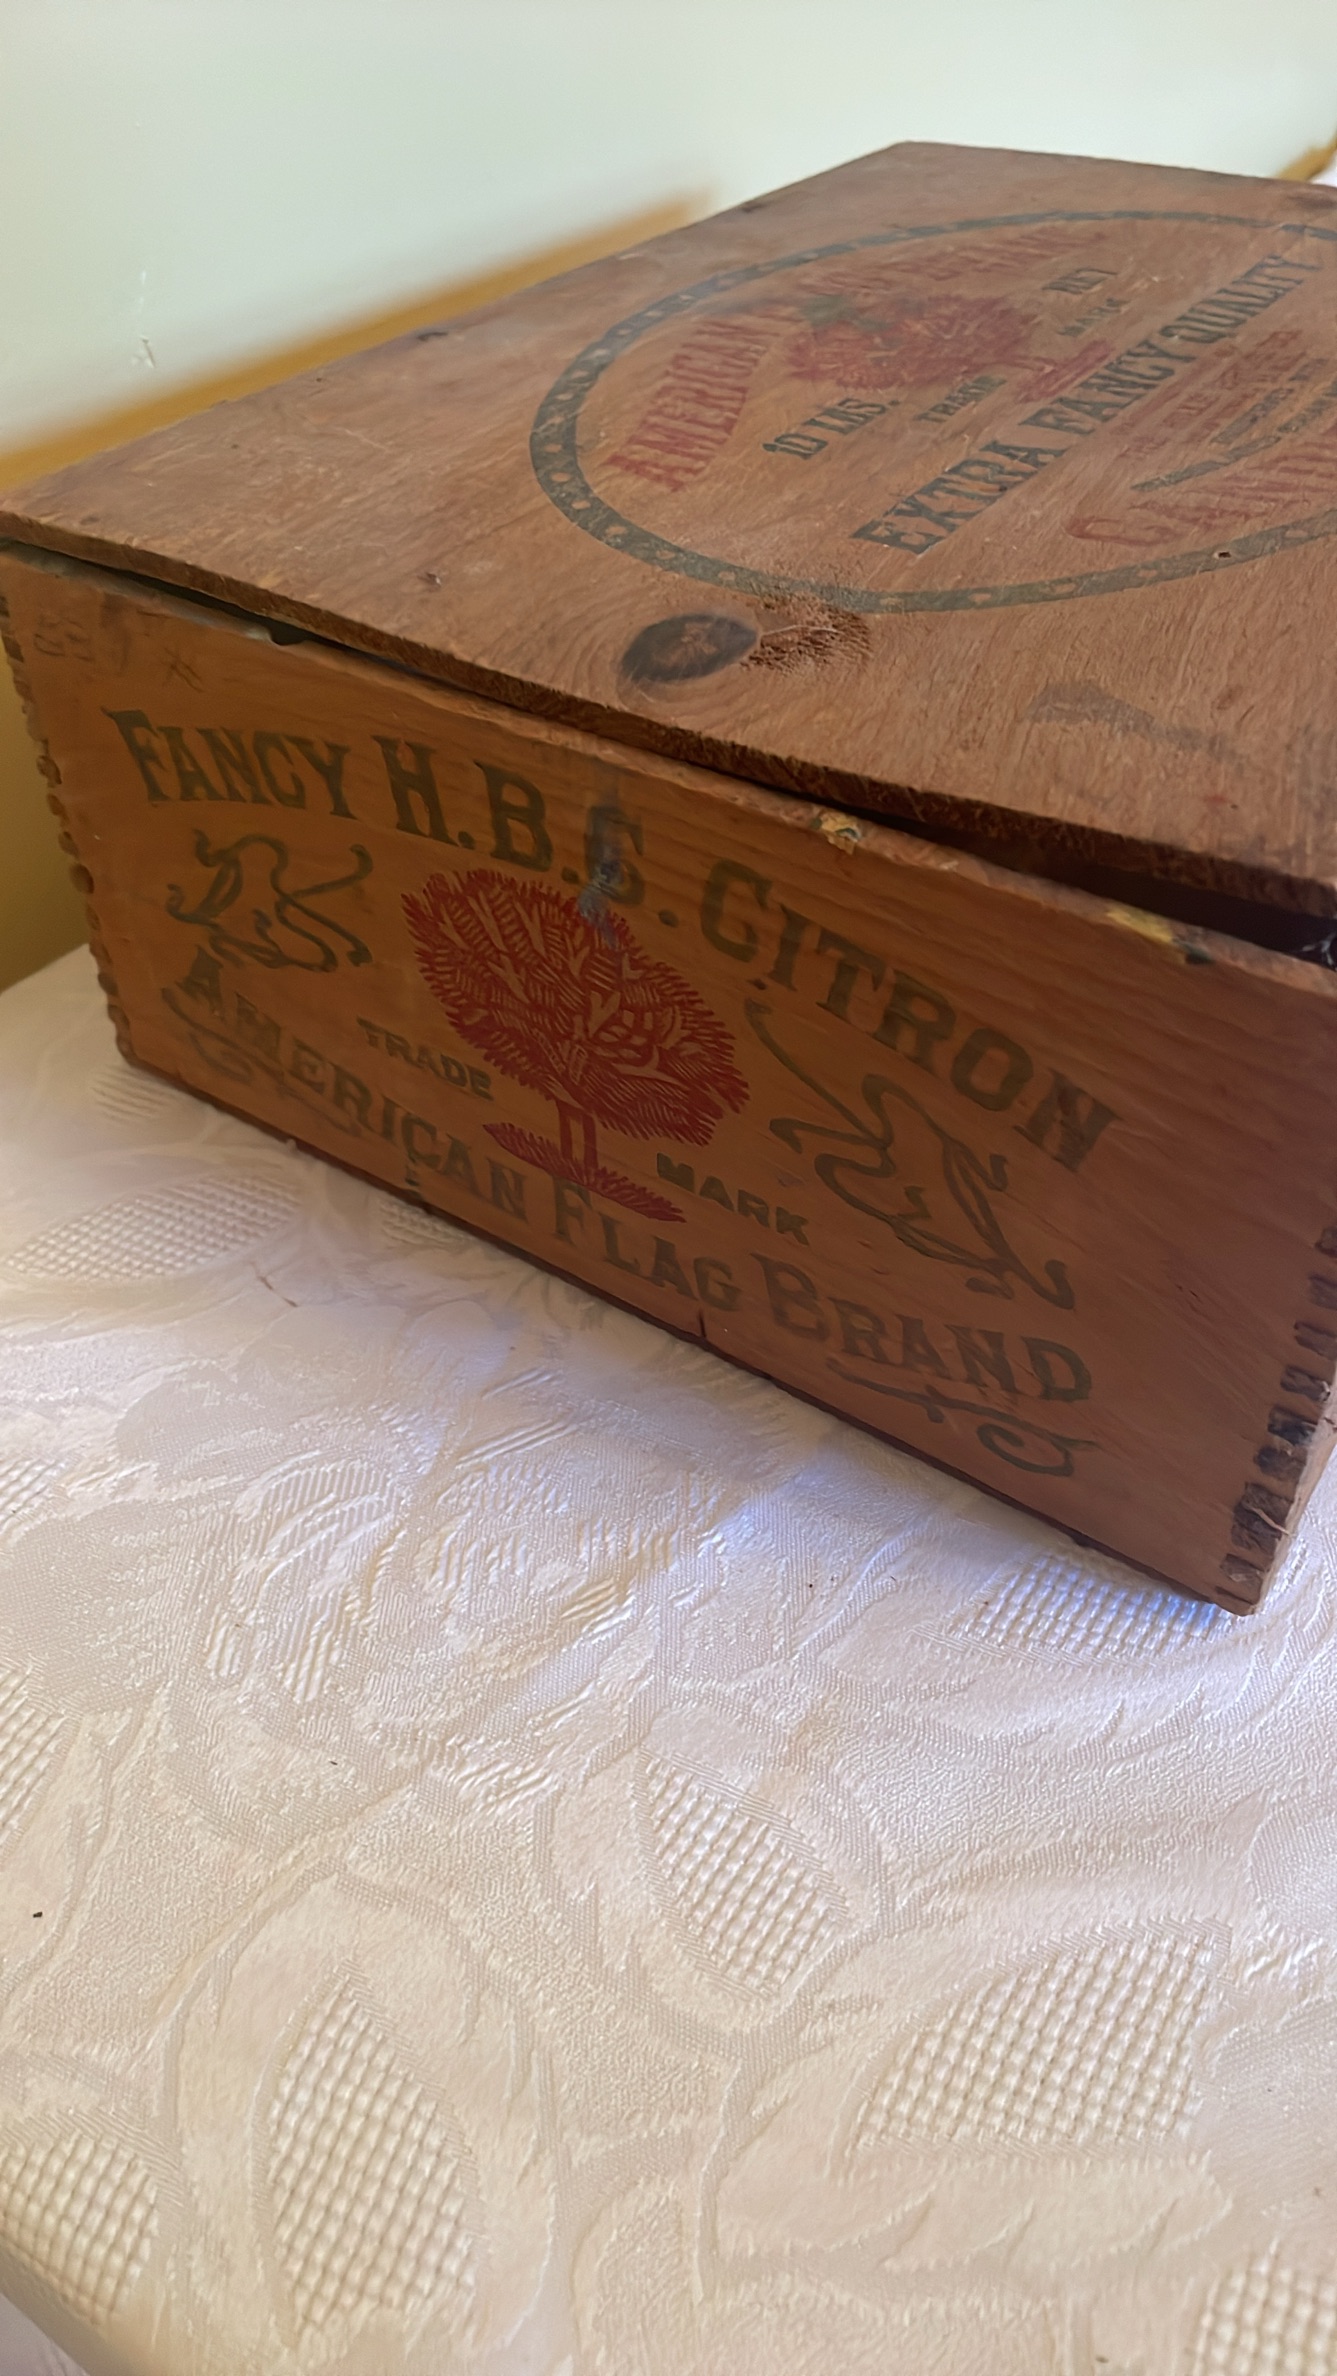 AMERICAN
10 LBS. NET
TRADE MARK
EXTRA FANCY QUALITY
FANCY H.B.S. CITRON
TRADE MARK
AMERICAN FLAG BRAND